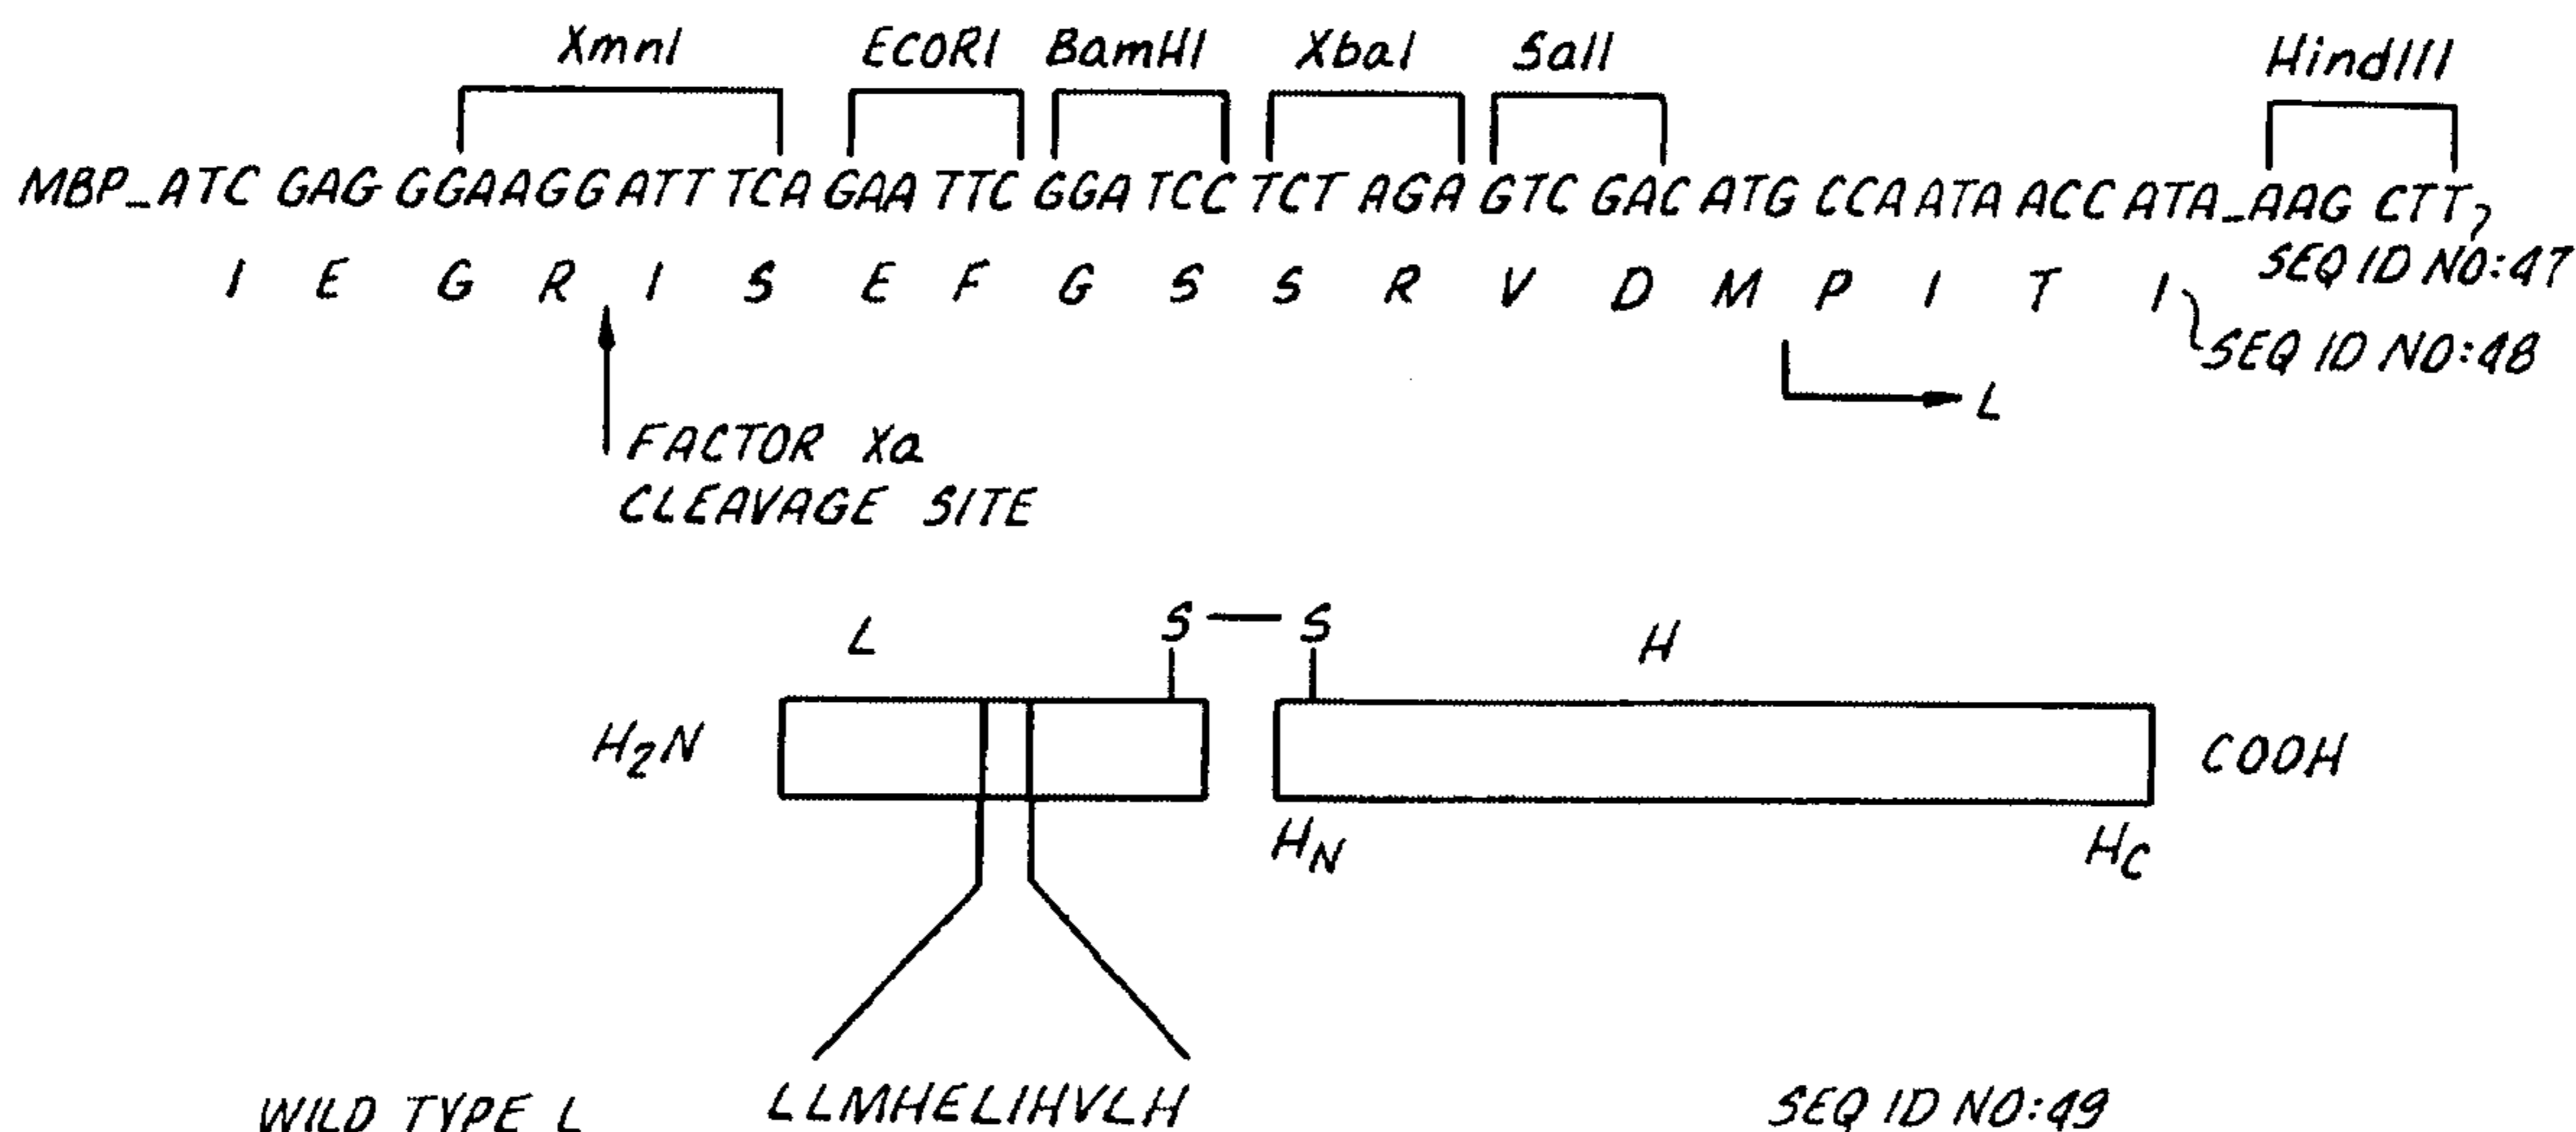 XmnI ECORI BamHI XbaI SalI HindIII
MBP_ATC GAG GGAAGG ATT TCA GAA TTC GGA TCC TCT AGA GTC GAC ATG CCA ATA ACC ATA_AAG CTT,
SEQ ID NO:47
I E G R I S E F G S S R V D M P I T I
SEQ ID NO:48
L
FACTOR Xa
CLEAVAGE SITE
L S — S H
H2N COOH
HN HC
WILD TYPE L LLMHELIHVLH SEQ ID NO:49